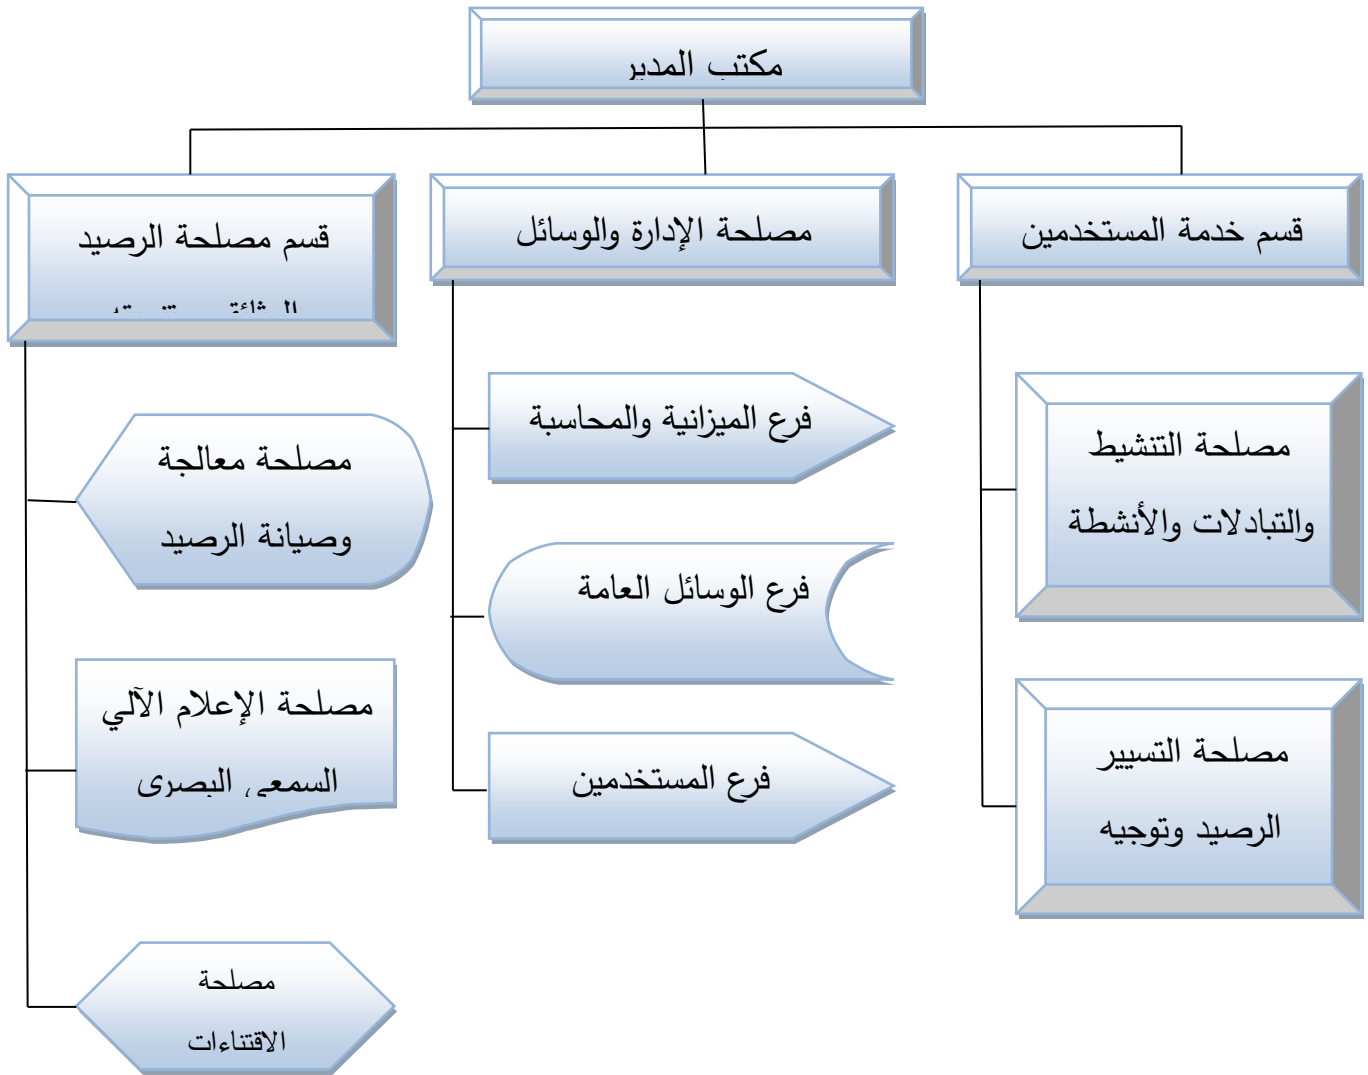 مكتب المدير
قسم خدمة المستخدمين
مصلحة الإدارة والوسائل
قسم مصلحة الرصيد
مصلحة التنشيط
والتبادلات والأنشطة
مصلحة التسيير
الرصيد وتوجيه
فرع الميزانية والمحاسبة
فرع الوسائل العامة
فرع المستخدمين
مصلحة معالجة
وصيانة الرصيد
مصلحة الإعلام الآلي
السمعي البصري
مصلحة
الاقتناءات